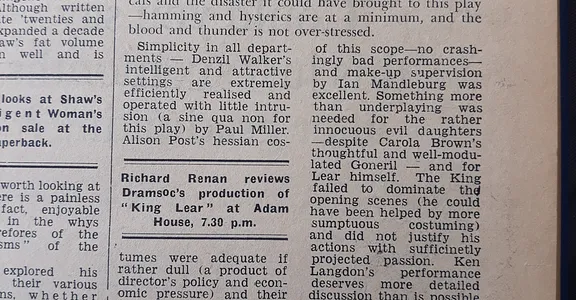 Although written
te 'twenties and
xpanded a decade
aw's fat volume
n well and is
looks at Shaw's
igent Woman's
on sale at the
perback.
worth looking at
ere is a painless
fact, enjoyable
in the whys
refores of the
sms" of the
explored his
their various
ns, whether
cals and the disaster it could have brought to this play
—hamming and hysterics are at a minimum, and the
blood and thunder is not over-stressed.
Simplicity in all depart-
ments — Denzil Walker's
intelligent and attractive
settings are extremely
efficiently realised and
operated with little intru-
sion (a sine qua non for
this play) by Paul Miller.
Alison Post's hessian cos-
Richard Renan reviews
Dramsoc's production of
"King Lear" at Adam
House, 7.30 p.m.
tumes were adequate if
rather dull (a product of
director's policy and econ-
omic pressure) and their
of this scope—no crash-
ingly bad performances—
and make-up supervision
by Ian Mandleburg was
excellent. Something more
than underplaying was
needed for the rather
innocuous evil daughters
—despite Carola Brown's
thoughtful and well-modu-
lated Goneril — and for
Lear himself. The King
failed to dominate the
opening scenes (he could
have been helped by more
sumptuous costuming)
and did not justify his
actions with sufficinetly
projected passion. Ken
Langdon's performance
deserves more detailed
discussion than is possible